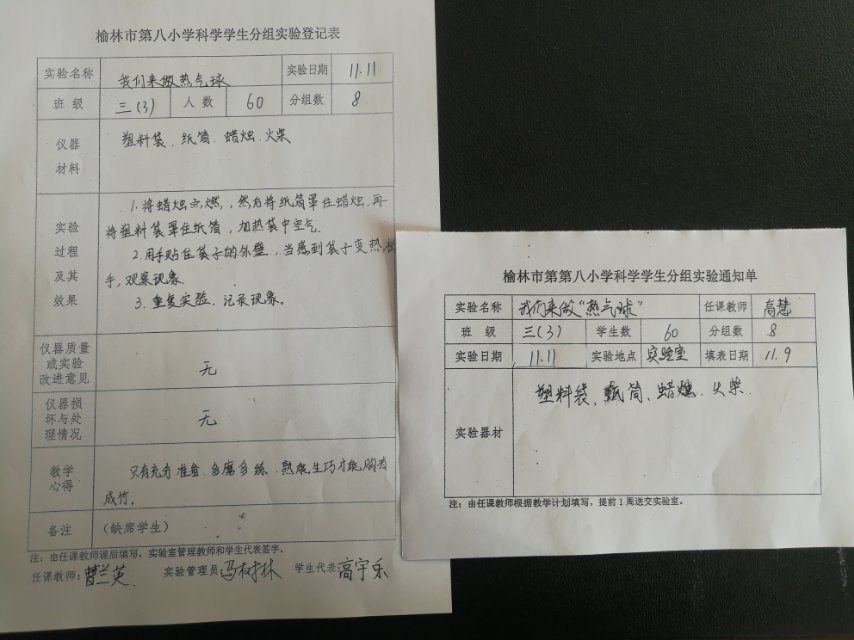 榆林市第八小学科学学生分组实验登记表
实验名称 我们来做热气球 实验日期 11.11
班 级 三(3) 人 数 60 分组数 8
仪器材料 塑料袋、纸筒、蜡烛、火柴
实验过程及其效果
1.将蜡烛点燃,然后将纸筒罩住蜡烛,再
将塑料袋罩住纸筒,加热袋中空气。
2.用手贴住袋子的外壁,当感到袋子变热松
手,观察现象。
3.重复实验,记录现象。
仪器质量或实验改进意见 无
仪器损坏与处理情况 无
教学心得 只有充分准备、多磨多练、熟能生巧才能胸有
成竹。
备注 (缺席学生)
注:由任课教师课后填写,实验室管理教师和学生代表签字。
任课教师:曹兰英 实验管理员:马树林 学生代表 高宇乐
榆林市第第八小学科学学生分组实验通知单
实验名称 我们来做“热气球” 任课教师 高慧
班 级 三(3) 学生数 60 分组数 8
实验日期 11.11 实验地点 实验室 填表日期 11.9
实验器材 塑料袋、纸筒、蜡烛、火柴.
注:由任课教师根据教学计划填写,提前1周送交实验室。